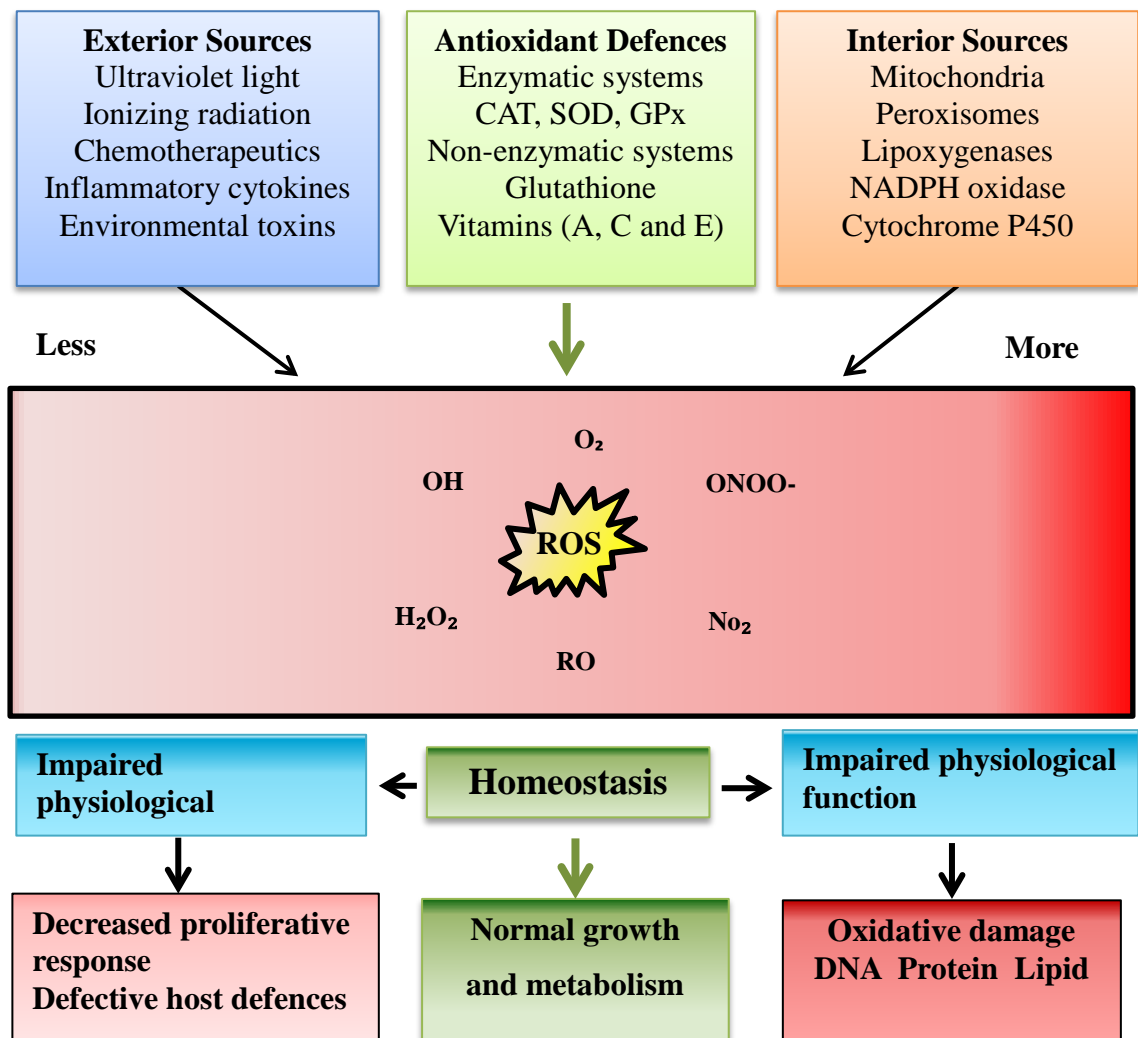 Exterior Sources
Ultraviolet light
Ionizing radiation
Chemotherapeutics
Inflammatory cytokines
Environmental toxins
Antioxidant Defences
Enzymatic systems
CAT, SOD, GPx
Non-enzymatic systems
Glutathione
Vitamins (A, C and E)
Interior Sources
Mitochondria
Peroxisomes
Lipoxygenases
NADPH oxidase
Cytochrome P450
Less
More
O₂
OH
ONOO-
ROS
H₂O₂
No₂
RO
Impaired
physiological
Homeostasis
Impaired physiological
function
Decreased proliferative
response
Defective host defences
Normal growth
and metabolism
Oxidative damage
DNA Protein Lipid